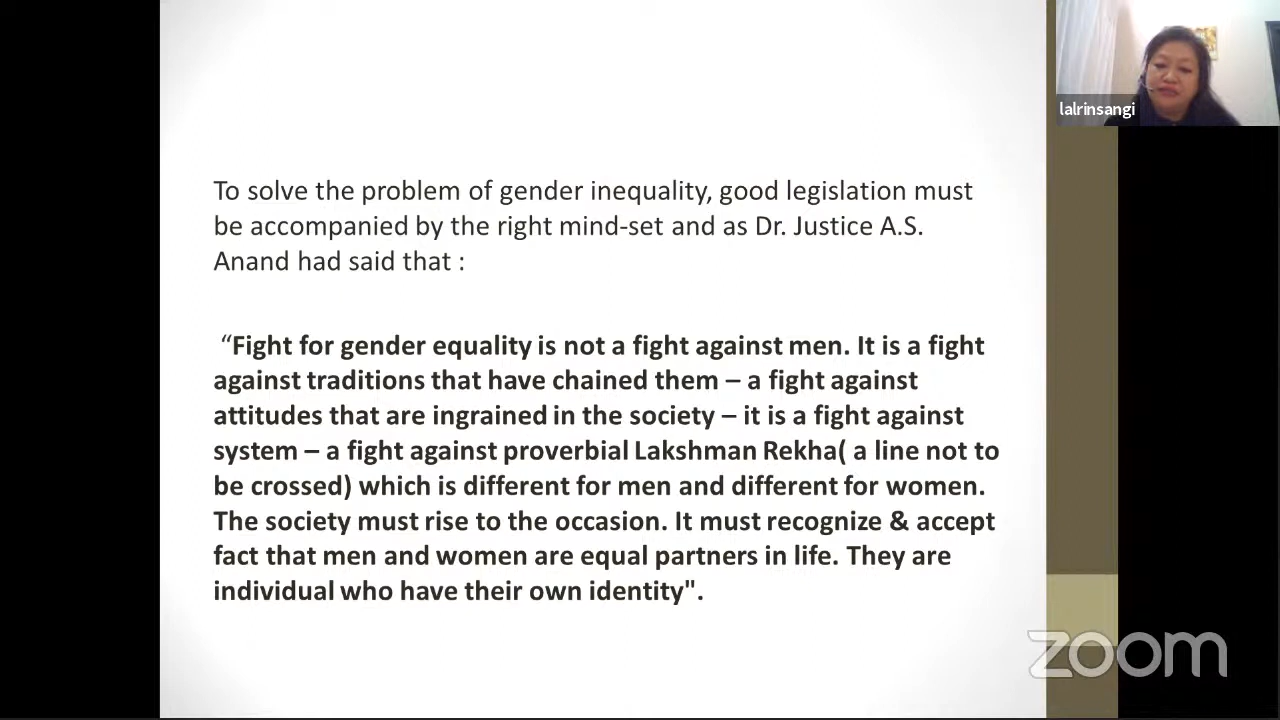 lalrinsangi
To solve the problem of gender inequality, good legislation must
be accompanied by the right mind-set and as Dr. Justice A.S.
Anand had said that :
“Fight for gender equality is not a fight against men. It is a fight
against traditions that have chained them – a fight against
attitudes that are ingrained in the society – it is a fight against
system – a fight against proverbial Lakshman Rekha( a line not to
be crossed) which is different for men and different for women.
The society must rise to the occasion. It must recognize & accept
fact that men and women are equal partners in life. They are
individual who have their own identity".
zoom